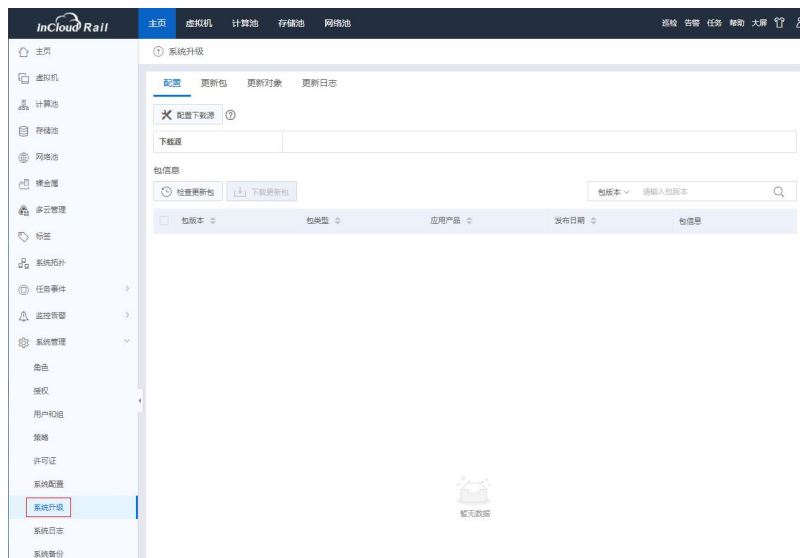 InCloud Rail
主页 虚拟机 计算池 存储池 网络池
巡检 告警 任务 帮助 大屏
主页
虚拟机
计算池
存储池
网络池
裸金属
多云管理
标签
系统拓扑
任务事件
监控告警
系统管理
角色
授权
用户和组
策略
许可证
系统配置
系统升级
系统日志
系统备份
系统升级
配置 更新包 更新对象 更新日志
配置下载源
下载源
包信息
检查更新包 下载更新包 包版本 请输入包版本
包版本 包类型 应用产品 发布日期 包信息
暂无数据